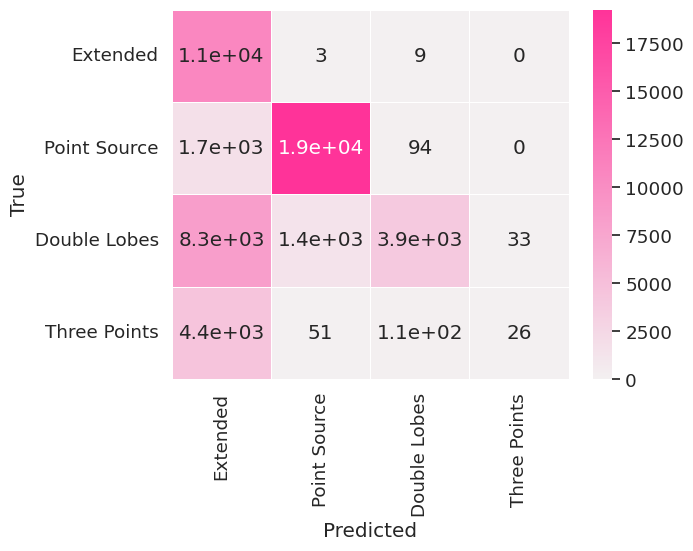 Extended 1.1e+04 3 9 0
Point Source 1.7e+03 1.9e+04 94 0
Double Lobes 8.3e+03 1.4e+03 3.9e+03 33
Three Points 4.4e+03 51 1.1e+02 26
True
Extended Point Source Double Lobes Three Points
Predicted
17500
15000
12500
10000
7500
5000
2500
0